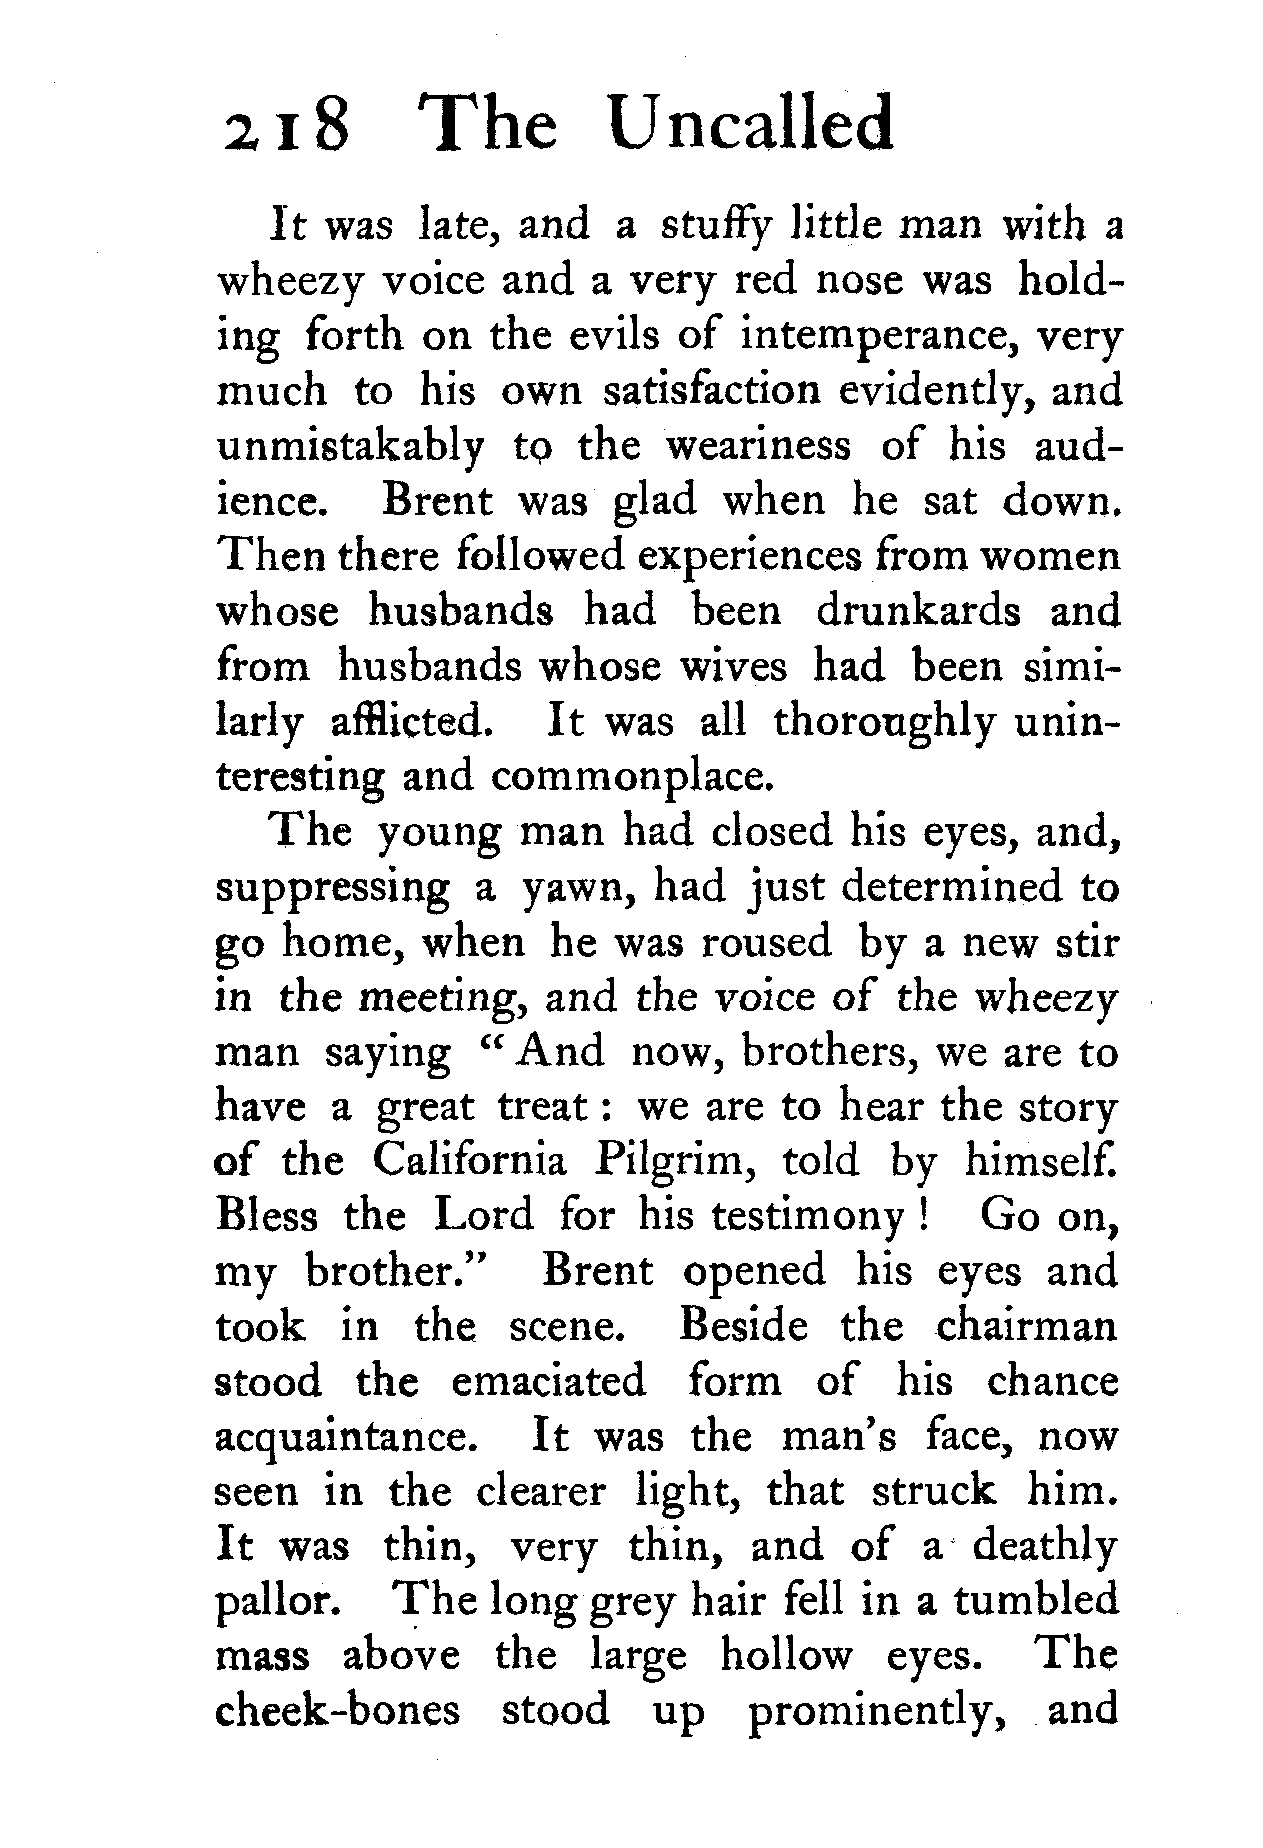 218 The Uncalled
It was late, and a stuffy little man with a
wheezy voice and a very red nose was hold-
ing forth on the evils of intemperance, very
much to his own satisfaction evidently, and
unmistakably to the weariness of his aud-
ience. Brent was glad when he sat down.
Then there followed experiences from women
whose husbands had been drunkards and
from husbands whose wives had been simi-
larly afflicted. It was all thoroughly unin-
teresting and commonplace.
The young man had closed his eyes, and,
suppressing a yawn, had just determined to
go home, when he was roused by a new stir
in the meeting, and the voice of the wheezy
man saying “ And now, brothers, we are to
have a great treat : we are to hear the story
of the California Pilgrim, told by himself.
Bless the Lord for his testimony ! Go on,
my brother.” Brent opened his eyes and
took in the scene. Beside the chairman
stood the emaciated form of his chance
acquaintance. It was the man’s face, now
seen in the clearer light, that struck him.
It was thin, very thin, and of a deathly
pallor. The long grey hair fell in a tumbled
mass above the large hollow eyes. The
cheek-bones stood up prominently, and